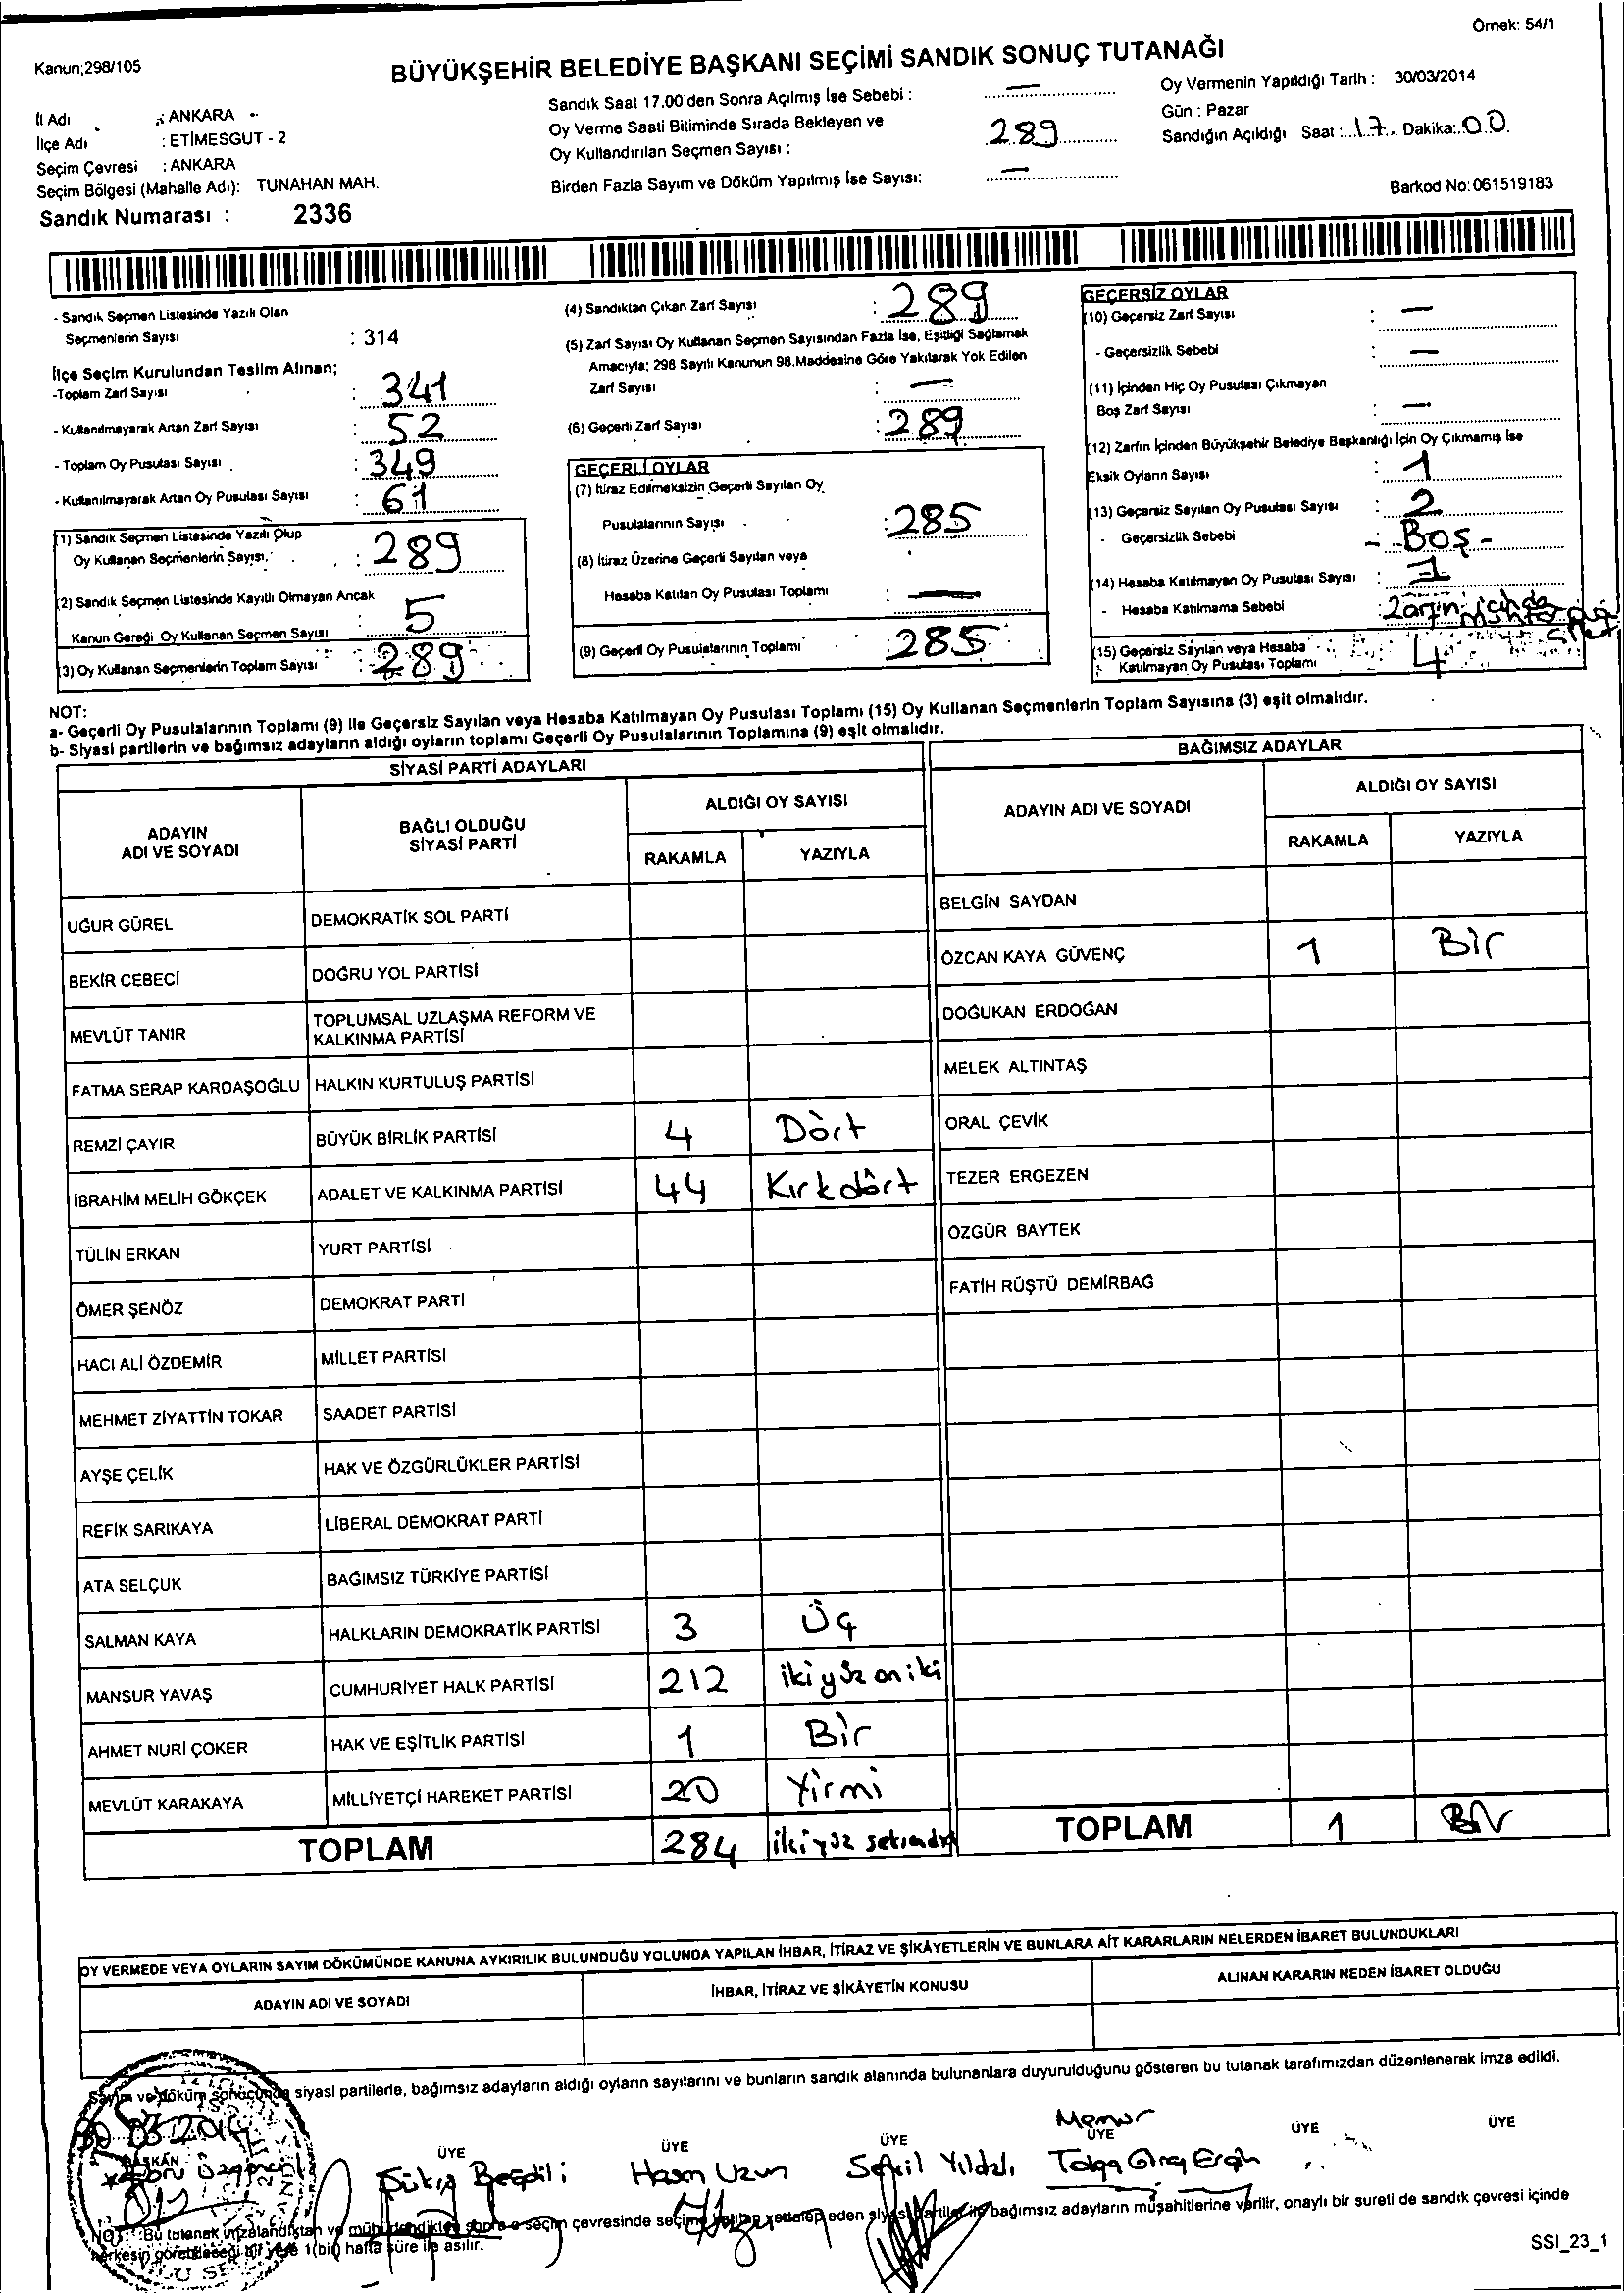 Örnek: 54/1
Kanun;298/105
BÜYÜKŞEHİR BELEDİYE BAŞKANI SEÇİMİ SANDIK SONUÇ TUTANAĞI
İl Adı : ANKARA
İlçe Adı : ETİMESGUT - 2
Seçim Çevresi : ANKARA
Seçim Bölgesi (Mahalle Adı): TUNAHAN MAH.
Sandık Numarası : 2336
Sandık Saat 17.00'den Sonra Açılmış İse Sebebi : —
Oy Verme Saati Bitiminde Sırada Bekleyen ve
Oy Kullandırılan Seçmen Sayısı : 289
Birden Fazla Sayım ve Döküm Yapılmış İse Sayısı: —
Oy Vermenin Yapıldığı Tarih : 30/03/2014
Gün : Pazar
Sandığın Açıldığı Saat : 17 Dakika: 00
Barkod No: 061519183
- Sandık Seçmen Listesinde Yazılı Olan
Seçmenlerin Sayısı : 314
İlçe Seçim Kurulundan Teslim Alınan;
-Toplam Zarf Sayısı : 341
- Kullanılmayarak Artan Zarf Sayısı : 52
- Toplam Oy Pusulası Sayısı : 349
- Kullanılmayarak Artan Oy Pusulası Sayısı : 61
(1) Sandık Seçmen Listesinde Yazılı Olup
Oy Kullanan Seçmenlerin Sayısı : 289
(2) Sandık Seçmen Listesinde Kayıtlı Olmayan Ancak
Kanun Gereği Oy Kullanan Seçmen Sayısı : 5
(3) Oy Kullanan Seçmenlerin Toplam Sayısı : 289
(4) Sandıktan Çıkan Zarf Sayısı : 289
(5) Zarf Sayısı Oy Kullanan Seçmen Sayısından Fazla İse, Eşitliği Sağlamak
Amacıyla; 298 Sayılı Kanunun 98.Maddesine Göre Yakılarak Yok Edilen
Zarf Sayısı : —
(6) Geçerli Zarf Sayısı : 289
GEÇERLİ OYLAR
(7) İtiraz Edilmeksizin Geçerli Sayılan Oy
Pusulalarının Sayısı : 285
(8) İtiraz Üzerine Geçerli Sayılan veya
Hesaba Katılan Oy Pusulası Toplamı : —
(9) Geçerli Oy Pusulalarının Toplamı : 285
GEÇERSİZ OYLAR
(10) Geçersiz Zarf Sayısı : —
- Geçersizlik Sebebi : —
(11) İçinden Hiç Oy Pusulası Çıkmayan
Boş Zarf Sayısı : —
(12) Zarfın İçinden Büyükşehir Belediye Başkanlığı İçin Oy Çıkmamış İse
Eksik Oyların Sayısı : 1
(13) Geçersiz Sayılan Oy Pusulası Sayısı : 2
- Geçersizlik Sebebi - Boş -
(14) Hesaba Katılmayan Oy Pusulası Sayısı : 1
- Hesaba Katılmama Sebebi : Zarfın içinde
(15) Geçersiz Sayılan veya Hesaba
Katılmayan Oy Pusulası Toplamı 4
NOT:
a- Geçerli Oy Pusulalarının Toplamı (9) ile Geçersiz Sayılan veya Hesaba Katılmayan Oy Pusulası Toplamı (15) Oy Kullanan Seçmenlerin Toplam Sayısına (3) eşit olmalıdır.
b- Siyasi partilerin ve bağımsız adayların aldığı oyların toplamı Geçerli Oy Pusulalarının Toplamına (9) eşit olmalıdır.
SİYASİ PARTİ ADAYLARI
ADAYIN ADI VE SOYADI BAĞLI OLDUĞU SİYASİ PARTİ ALDIĞI OY SAYISI
RAKAMLA YAZIYLA
UĞUR GÜREL DEMOKRATİK SOL PARTİ
BEKİR CEBECİ DOĞRU YOL PARTİSİ
MEVLÜT TANIR TOPLUMSAL UZLAŞMA REFORM VE KALKINMA PARTİSİ
FATMA SERAP KARDAŞOĞLU HALKIN KURTULUŞ PARTİSİ
REMZİ ÇAYIR BÜYÜK BİRLİK PARTİSİ 4 Dört
İBRAHİM MELİH GÖKÇEK ADALET VE KALKINMA PARTİSİ 44 Kırkdört
TÜLİN ERKAN YURT PARTİSİ
ÖMER ŞENÖZ DEMOKRAT PARTİ
HACI ALİ ÖZDEMİR MİLLET PARTİSİ
MEHMET ZİYATTİN TOKAR SAADET PARTİSİ
AYŞE ÇELİK HAK VE ÖZGÜRLÜKLER PARTİSİ
REFİK SARIKAYA LİBERAL DEMOKRAT PARTİ
ATA SELÇUK BAĞIMSIZ TÜRKİYE PARTİSİ
SALMAN KAYA HALKLARIN DEMOKRATİK PARTİSİ 3 Üç
MANSUR YAVAŞ CUMHURİYET HALK PARTİSİ 212 ikiyüz oniki
AHMET NURİ ÇOKER HAK VE EŞİTLİK PARTİSİ 1 Bir
MEVLÜT KARAKAYA MİLLİYETÇİ HAREKET PARTİSİ 20 Yirmi
TOPLAM 284 ikiyüz
BAĞIMSIZ ADAYLAR
ADAYIN ADI VE SOYADI ALDIĞI OY SAYISI
RAKAMLA YAZIYLA
BELGİN SAYDAN
ÖZCAN KAYA GÜVENÇ 1 Bir
DOĞUKAN ERDOĞAN
MELEK ALTINTAŞ
ORAL ÇEVİK
TEZER ERGEZEN
ÖZGÜR BAYTEK
FATİH RÜŞTÜ DEMİRBAĞ
TOPLAM 1 Bir
OY VERMEDE VEYA OYLARIN SAYIM DÖKÜMÜNDE KANUNA AYKIRILIK BULUNDUĞU YOLUNDA YAPILAN İHBAR, İTİRAZ VE ŞİKÂYETLERİN VE BUNLARA AİT KARARLARIN NELERDEN İBARET BULUNDUKLARI
ADAYIN ADI VE SOYADI İHBAR, İTİRAZ VE ŞİKÂYETİN KONUSU ALINAN KARARIN NEDEN İBARET OLDUĞU
Sayım ve döküm sonucunda siyasi partilerle, bağımsız adayların aldığı oyların sayılarını ve bunların sandık alanında bulunanlara duyurulduğunu gösteren bu tutanak tarafımızdan düzenlenerek imza edildi.
30 03 2014
Memur
BAŞKAN ÜYE ÜYE ÜYE ÜYE ÜYE ÜYE
Hasan Uzun
NOT: Bu tutanak imzalandıktan ve mühürlendikten sonra o seçim çevresinde seçime katılan ve talep eden siyasi partiler ile bağımsız adayların müşahitlerine verilir, onaylı bir sureti de sandık çevresi içinde
herkesin görebileceği bir yere 1(bir) hafta süre ile asılır.
SSI_23_1